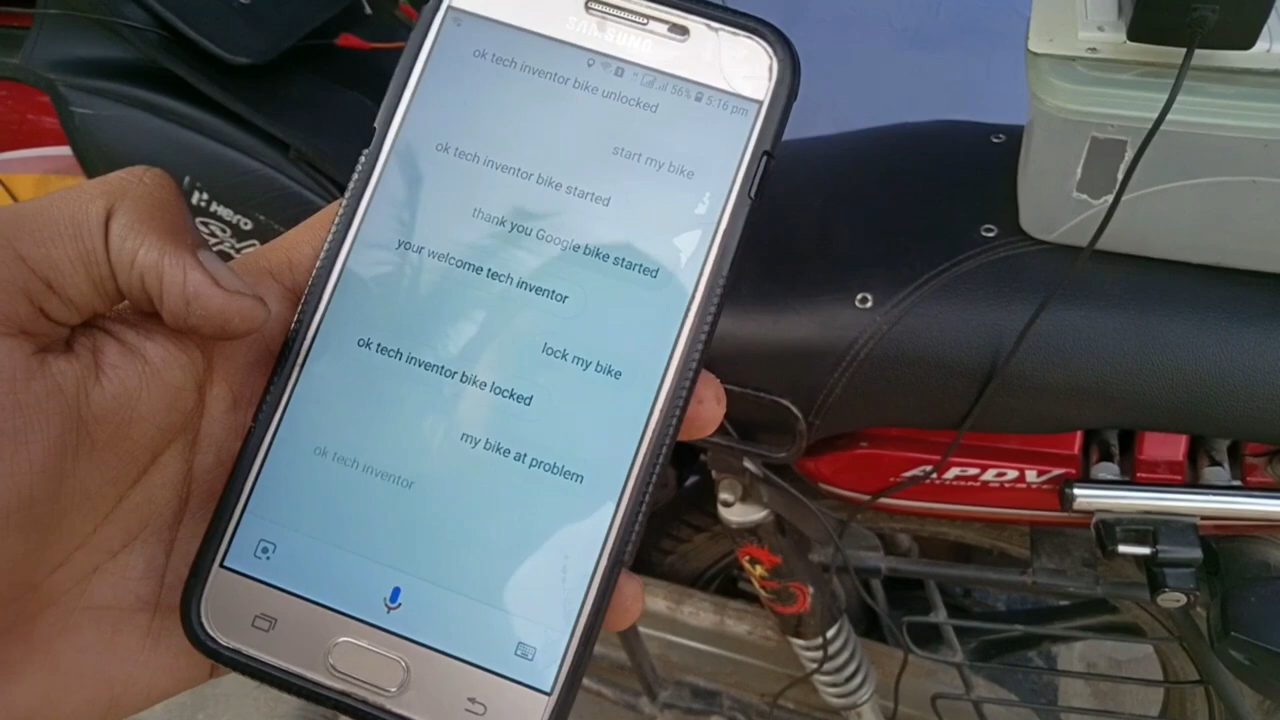 SAMSUNG
56% 5:16 pm
ok tech inventor bike unlocked
start my bike
ok tech inventor bike started
thank you Google bike started
your welcome tech inventor
lock my bike
ok tech inventor bike locked
my bike at problem
ok tech inventor
HERO
APDV
IGNITION SYSTEM